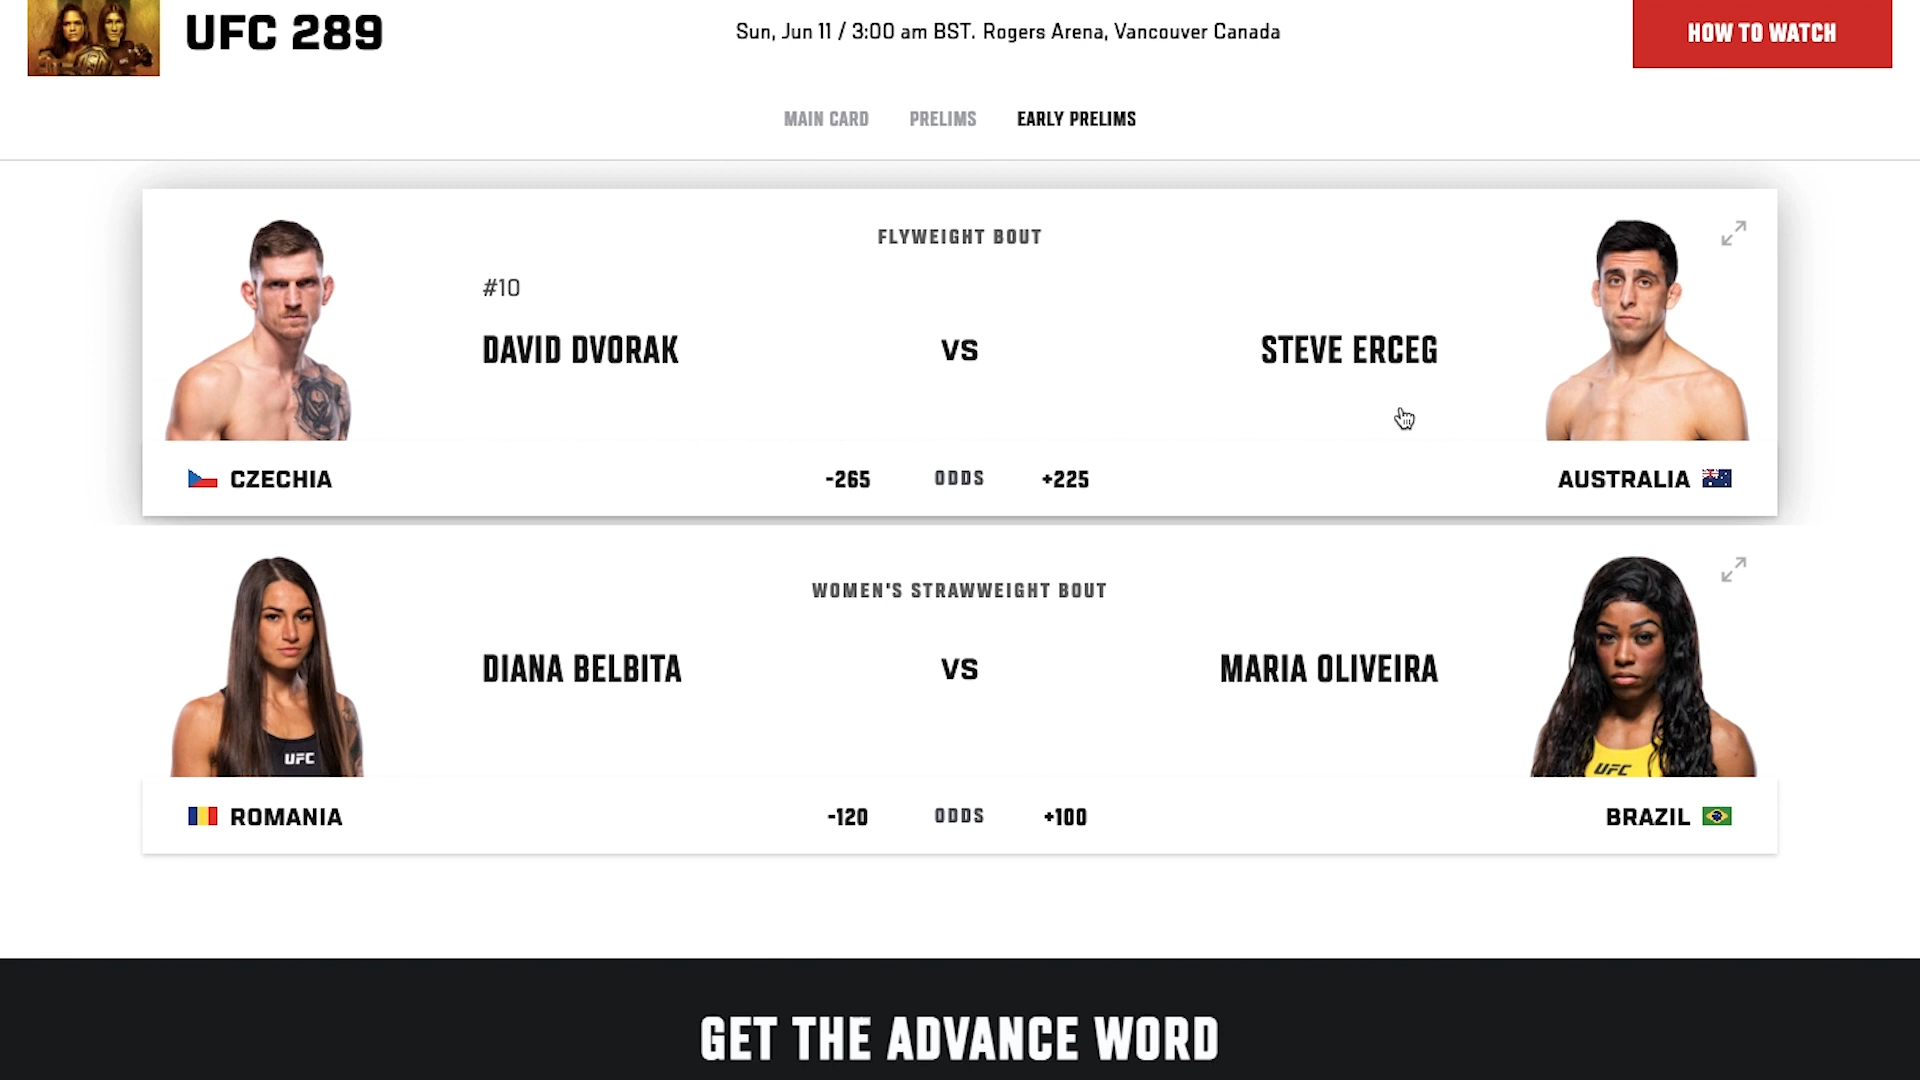 UFC 289
Sun, Jun 11 / 3:00 am BST. Rogers Arena, Vancouver Canada
HOW TO WATCH
MAIN CARD PRELIMS EARLY PRELIMS
FLYWEIGHT BOUT
#10
DAVID DVORAK VS STEVE ERCEG
CZECHIA -265 ODDS +225 AUSTRALIA
WOMEN'S STRAWWEIGHT BOUT
DIANA BELBITA VS MARIA OLIVEIRA
UFC UFC
ROMANIA -120 ODDS +100 BRAZIL
GET THE ADVANCE WORD